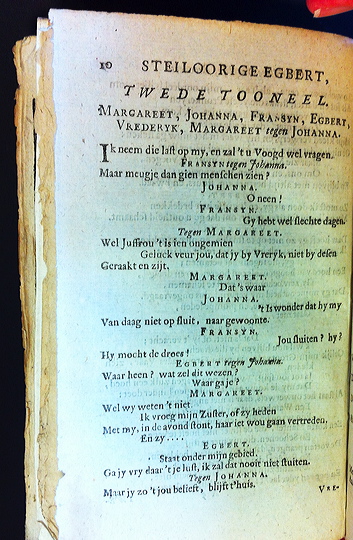 10 STEILOORIGE EGBERT,
TWEDE TOONEEL.
MARGAREET, JOHANNA, FRANSYN, EGBERT,
VREDERYK, MARGAREET tegen JOHANNA.
Ik neem die last op my, en zal 't u Voogd wel vragen.
FRANSYN tegen Johanna.
Maar meugje dan gien menschen zien?
JOHANNA.
O neen!
FRANSYN.
Gy hebt wel slechte dagen.
Tegen MARGAREET.
Wel Juffrou 't is ien ongemien
Geluck veur jou, dat jy by Vreryk, niet by desen
Geraakt en zijt.
MARGAREET.
Dat's waar
JOHANNA.
't Is wonder dat hy my
Van daag niet op sluit, naar gewoonte.
FRANSYN.
Jou sluiten? hy?
Hy mocht de droes!
EGBERT tegen Johanna.
Waar heen? wat zel dit wezen?
Waar ga je?
MARGAREET.
Wel wy weten 't niet.
Ik vroeg mijn Zuster, of zy heden
Met my, in de avond stont, haar iet wou gaan vertreden.
En zy....
EGBERT.
Staat onder mijn gebied.
Ga jy vry daar 't je lust, ik zal dat nooit niet stuiten.
Tegen JOHANNA.
Maar jy zo 't jou belieft, blijft t'huis.
VRE-